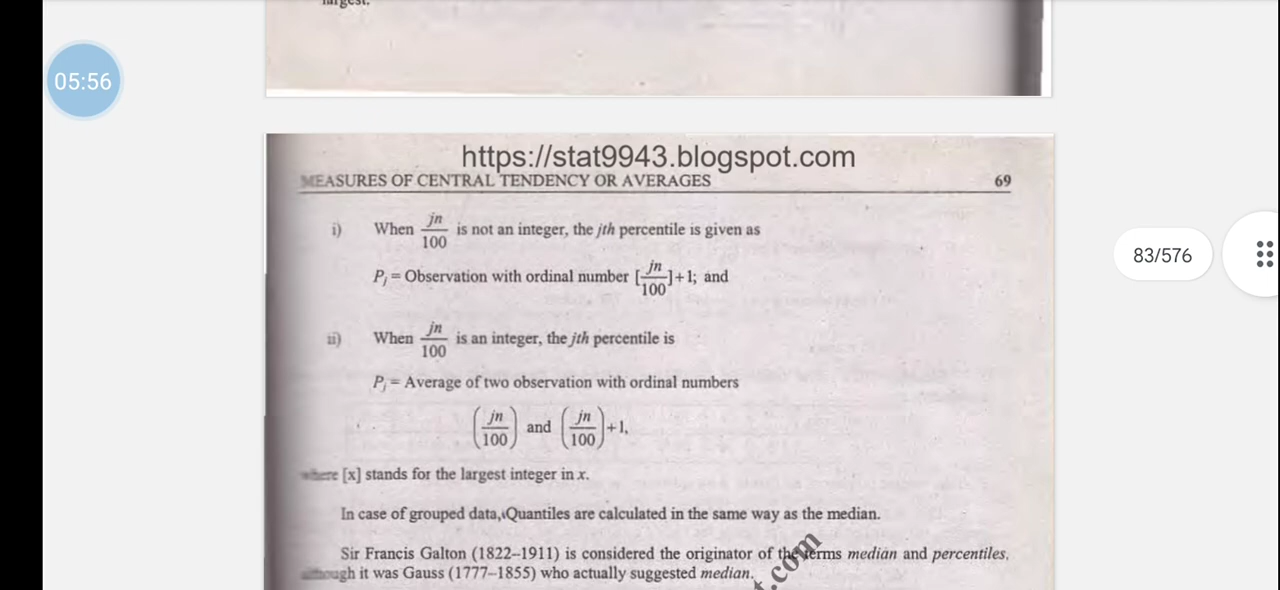 largest.
05:56
https://stat9943.blogspot.com
MEASURES OF CENTRAL TENDENCY OR AVERAGES 69
i) When jn/100 is not an integer, the jth percentile is given as
Pj = Observation with ordinal number [jn/100]+1; and
83/576
ii) When jn/100 is an integer, the jth percentile is
Pj = Average of two observation with ordinal numbers
(jn/100) and (jn/100)+1,
where [x] stands for the largest integer in x.
In case of grouped data, Quantiles are calculated in the same way as the median.
Sir Francis Galton (1822–1911) is considered the originator of the terms median and percentiles,
although it was Gauss (1777–1855) who actually suggested median.
t.com